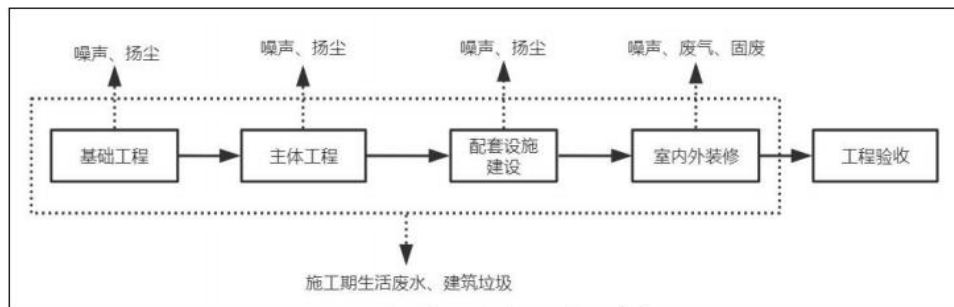 噪声、扬尘
噪声、扬尘
噪声、扬尘
噪声、废气、固废
基础工程
主体工程
配套设施
建设
室内外装修
工程验收
施工期生活废水、建筑垃圾